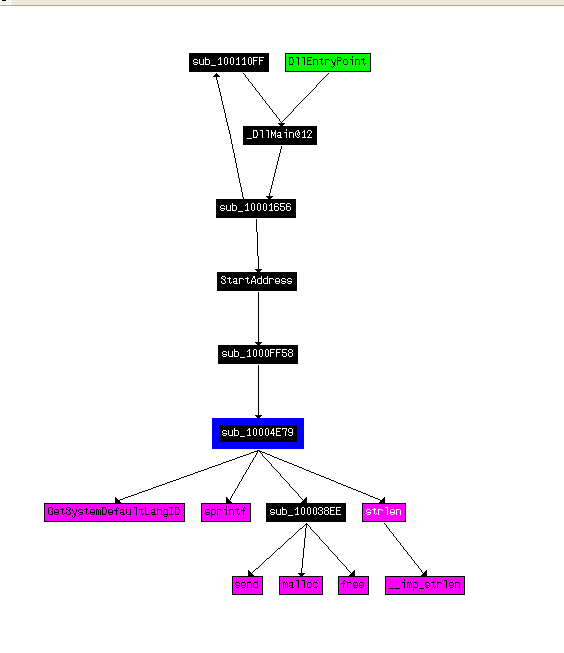 sub_100110FF
DllEntryPoint
_DllMain@12
sub_10001656
StartAddress
sub_1000FF58
sub_10004E79
GetSystemDefaultLangID
sprintf
sub_100038EE
strlen
send
malloc
free
__imp_strlen